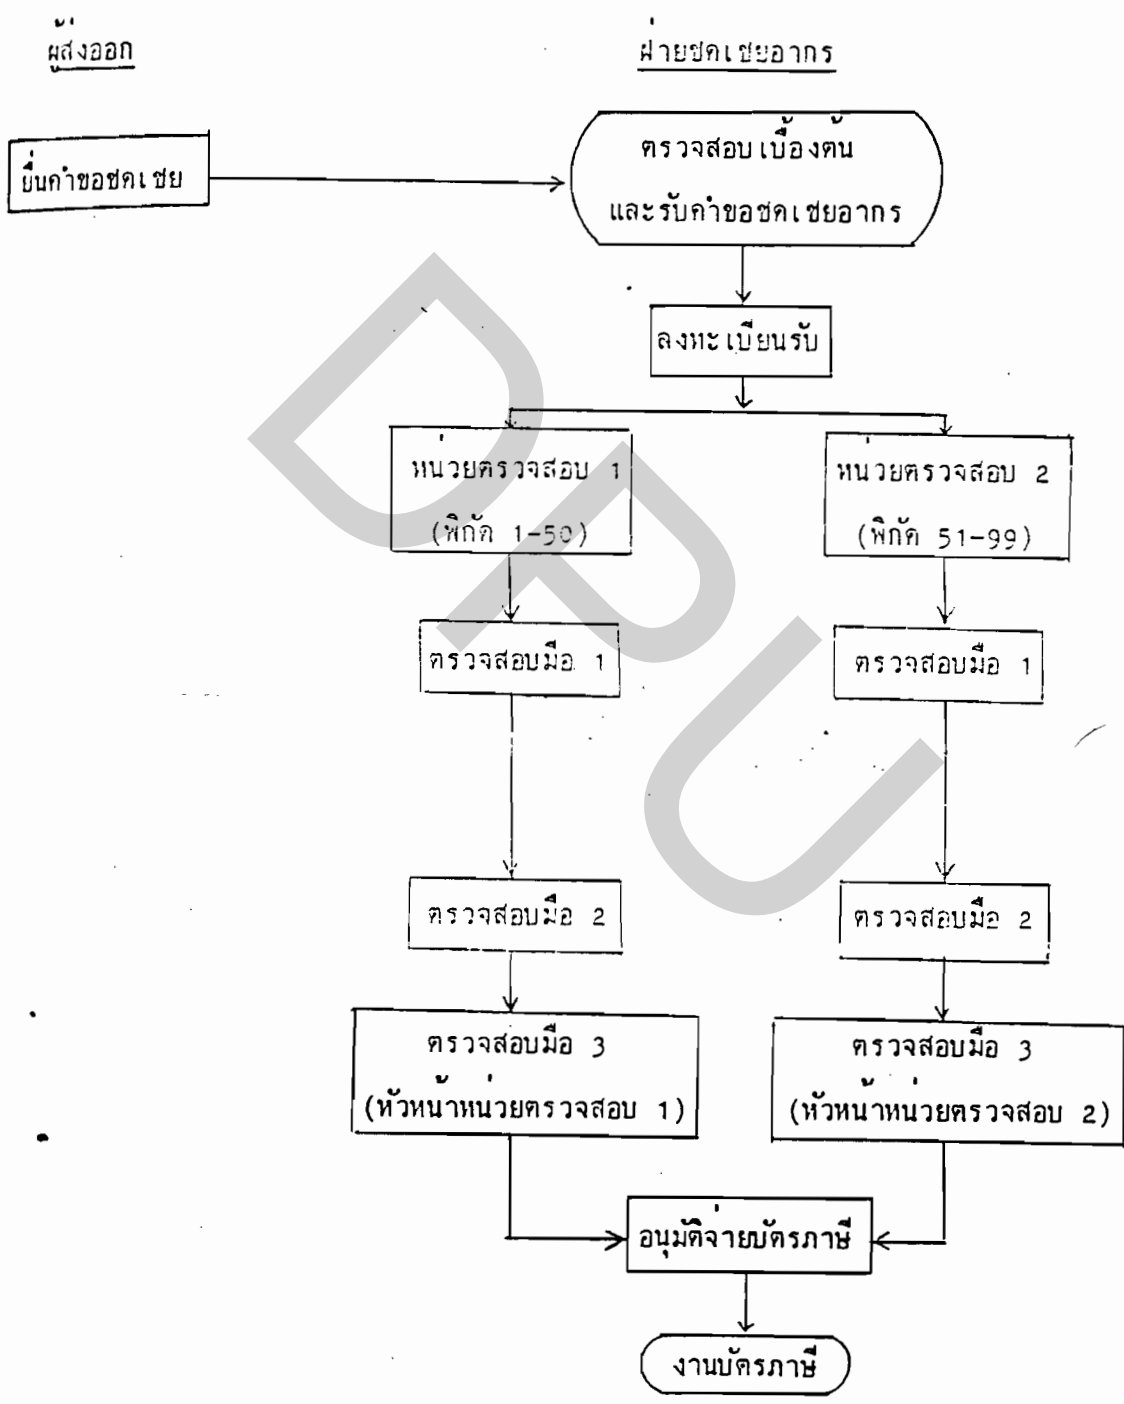 ผู้ส่งออก
ฝ่ายชดเชยอากร
ยื่นคำขอชดเชย
ตรวจสอบเบื้องต้น
และรับคำขอชดเชยอากร
ลงทะเบียนรับ
หน่วยตรวจสอบ 1
(พิกัด 1-50)
หน่วยตรวจสอบ 2
(พิกัด 51-99)
ตรวจสอบมือ 1
ตรวจสอบมือ 1
ตรวจสอบมือ 2
ตรวจสอบมือ 2
ตรวจสอบมือ 3
(หัวหน้าหน่วยตรวจสอบ 1)
ตรวจสอบมือ 3
(หัวหน้าหน่วยตรวจสอบ 2)
อนุมัติจ่ายบัตรภาษี
งานบัตรภาษี
DPU